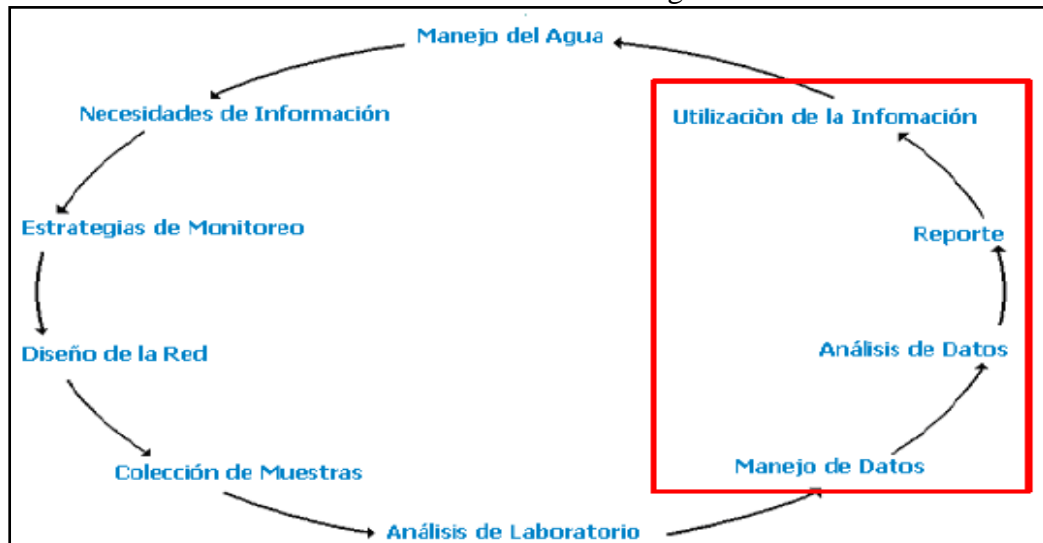 Manejo del Agua
Necesidades de Información
Utilizaciòn de la Infomación
Estrategias de Monitoreo
Reporte
Diseño de la Red
Análisis de Datos
Colección de Muestras
Manejo de Datos
Análisis de Laboratorio